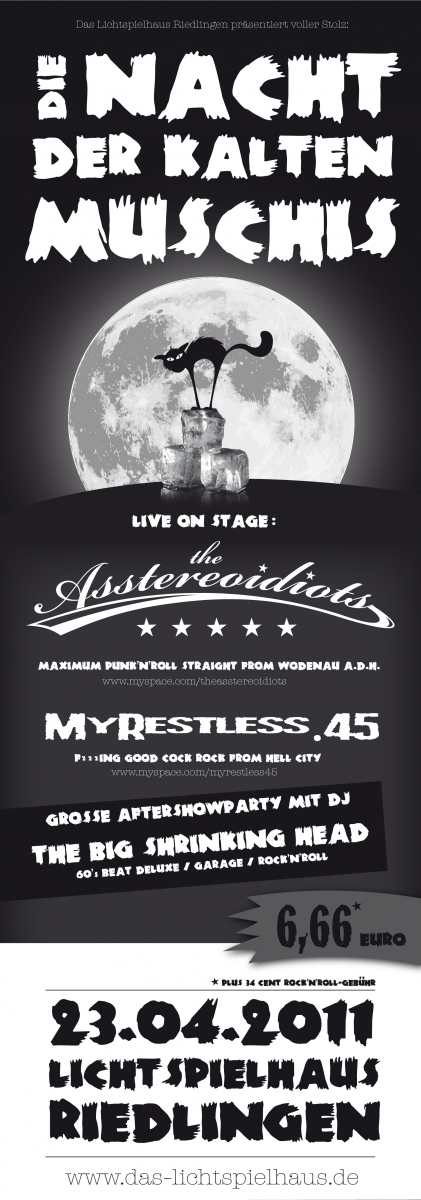 Das Lichtspielhaus Riedlingen präsentiert voller Stolz:
DIE NACHT
DER KALTEN
MUSCHIS
LIVE ON STAGE:
the
Asstereoidiots
MAXIMUM PUNK'N'ROLL STRAIGHT FROM WODENAU A.D.H.
www.myspace.com/theasstereoidiots
MYRESTLESS.45
F***ING GOOD COCK ROCK FROM HELL CITY
www.myspace.com/myrestless45
GROSSE AFTERSHOWPARTY MIT DJ
THE BIG SHRINKING HEAD
60's BEAT DELUXE / GARAGE / ROCK'N'ROLL
6,66* EURO
* PLUS 34 CENT ROCK'N'ROLL-GEBÜHR
23.04.2011
LICHTSPIELHAUS
RIEDLINGEN
www.das-lichtspielhaus.de